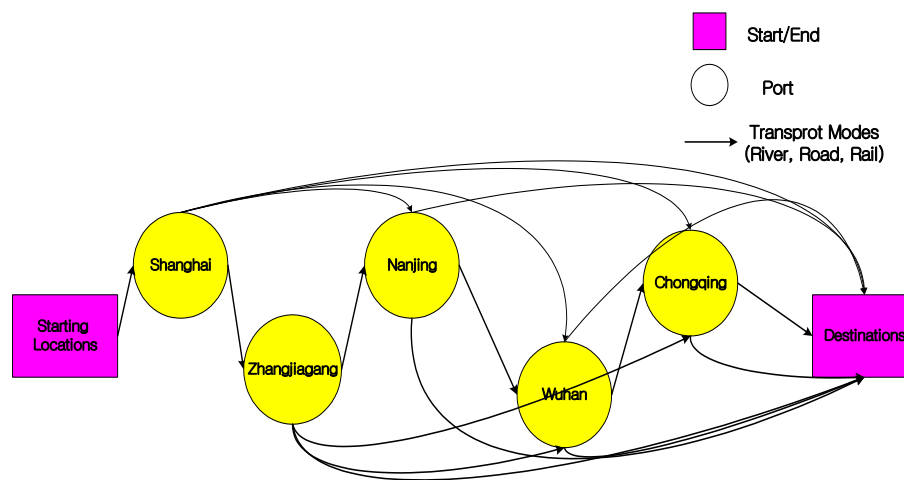 Start/End
Port
Transprot Modes
(River, Road, Rail)
Shanghai
Nanjing
Chongqing
Starting
Locations
Destinations
Zhangjiagang
Wuhan